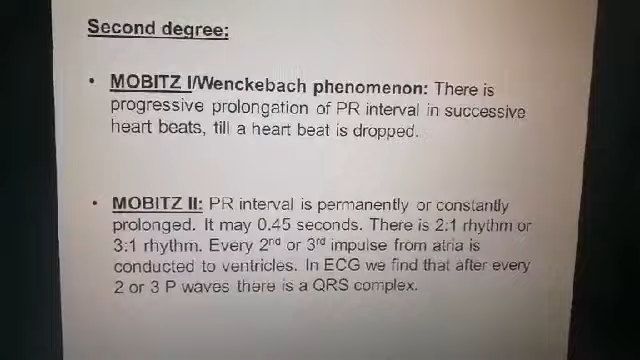 Second degree:
• MOBITZ I/Wenckebach phenomenon: There is
progressive prolongation of PR interval in successive
heart beats, till a heart beat is dropped.
• MOBITZ II: PR interval is permanently or constantly
prolonged. It may 0.45 seconds. There is 2:1 rhythm or
3:1 rhythm. Every 2nd or 3rd impulse from atria is
conducted to ventricles. In ECG we find that after every
2 or 3 P waves there is a QRS complex.